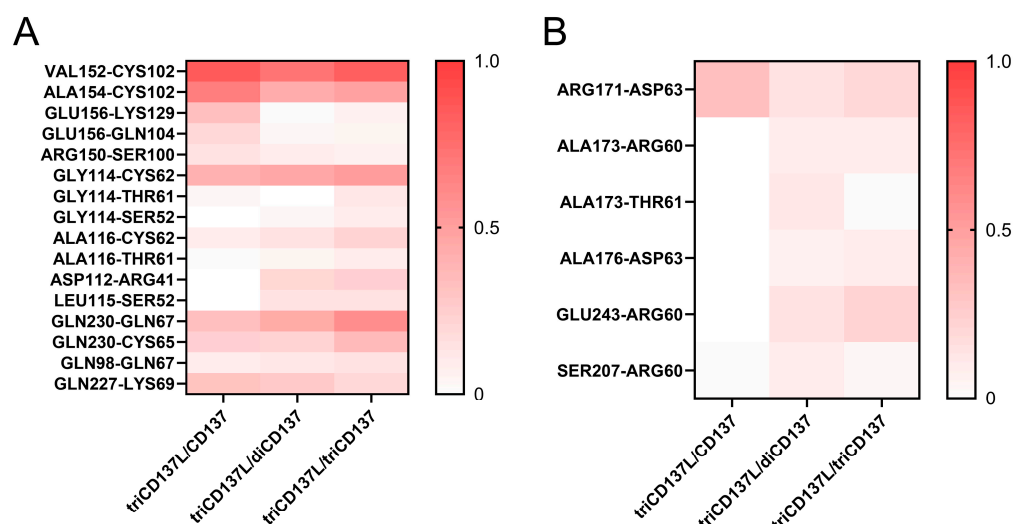 A
VAL152-CYS102
ALA154-CYS102
GLU156-LYS129
GLU156-GLN104
ARG150-SER100
GLY114-CYS62
GLY114-THR61
GLY114-SER52
ALA116-CYS62
ALA116-THR61
ASP112-ARG41
LEU115-SER52
GLN230-GLN67
GLN230-CYS65
GLN98-GLN67
GLN227-LYS69
triCD137L/CD137
triCD137L/diCD137
triCD137L/triCD137
1.0
0.5
0
B
ARG171-ASP63
ALA173-ARG60
ALA173-THR61
ALA176-ASP63
GLU243-ARG60
SER207-ARG60
triCD137L/CD137
triCD137L/diCD137
triCD137L/triCD137
1.0
0.5
0